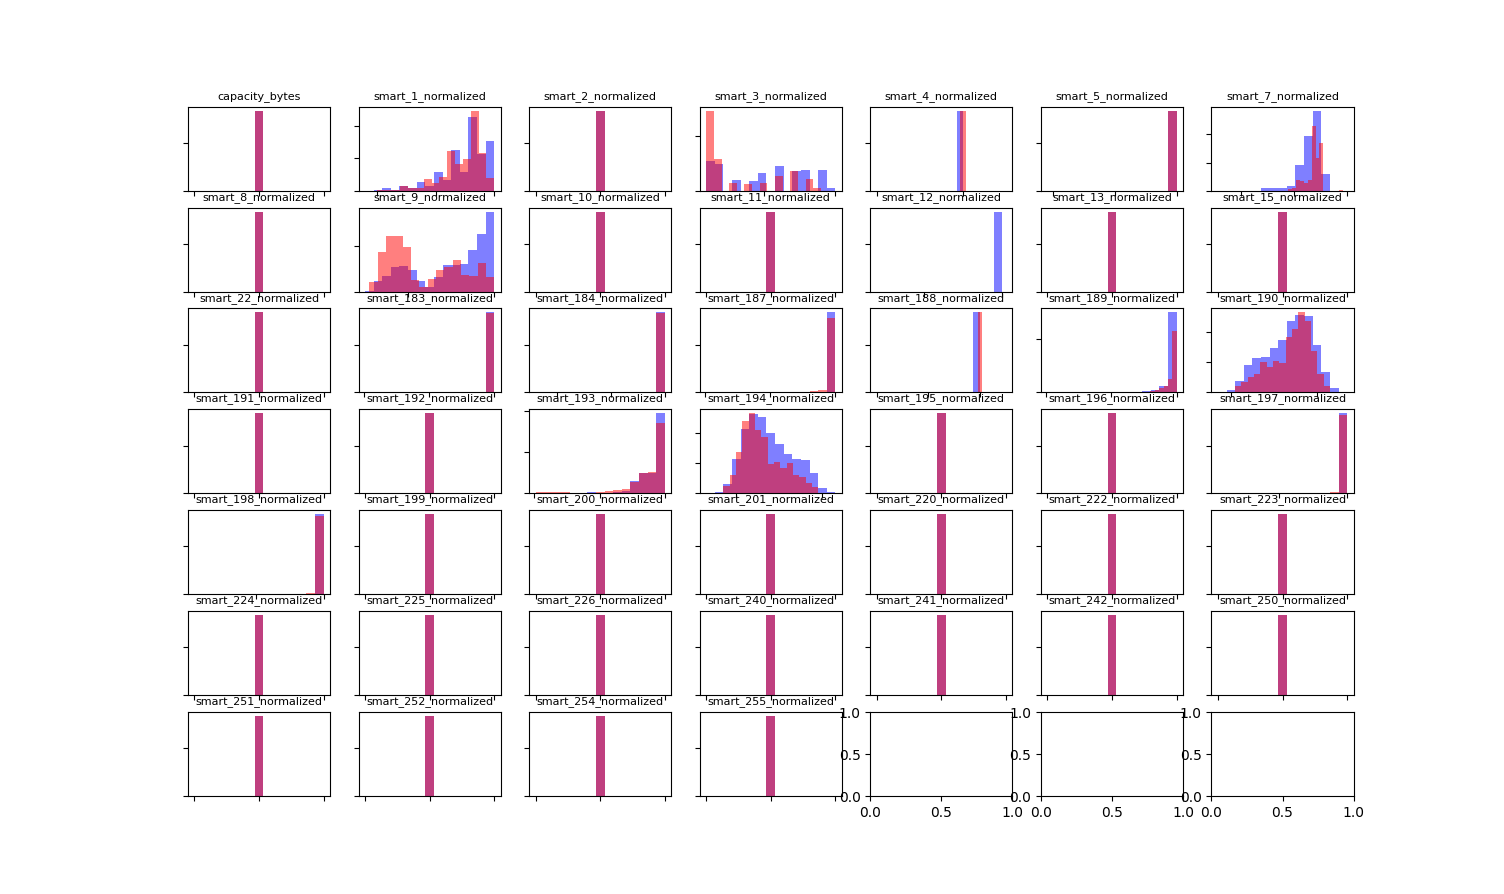 capacity_bytes smart_1_normalized smart_2_normalized smart_3_normalized smart_4_normalized smart_5_normalized smart_7_normalized
smart_8_normalized smart_9_normalized smart_10_normalized smart_11_normalized smart_12_normalized smart_13_normalized smart_15_normalized
smart_22_normalized smart_183_normalized smart_184_normalized smart_187_normalized smart_188_normalized smart_189_normalized smart_190_normalized
smart_191_normalized smart_192_normalized smart_193_normalized smart_194_normalized smart_195_normalized smart_196_normalized smart_197_normalized
smart_198_normalized smart_199_normalized smart_200_normalized smart_201_normalized smart_220_normalized smart_222_normalized smart_223_normalized
smart_224_normalized smart_225_normalized smart_226_normalized smart_240_normalized smart_241_normalized smart_242_normalized smart_250_normalized
smart_251_normalized smart_252_normalized smart_254_normalized smart_255_normalized
1.0 1.0 1.0
0.5 0.5 0.5
0.0 0.0 0.0
0.0 0.5 1.0 0.0 0.5 1.0 0.0 0.5 1.0